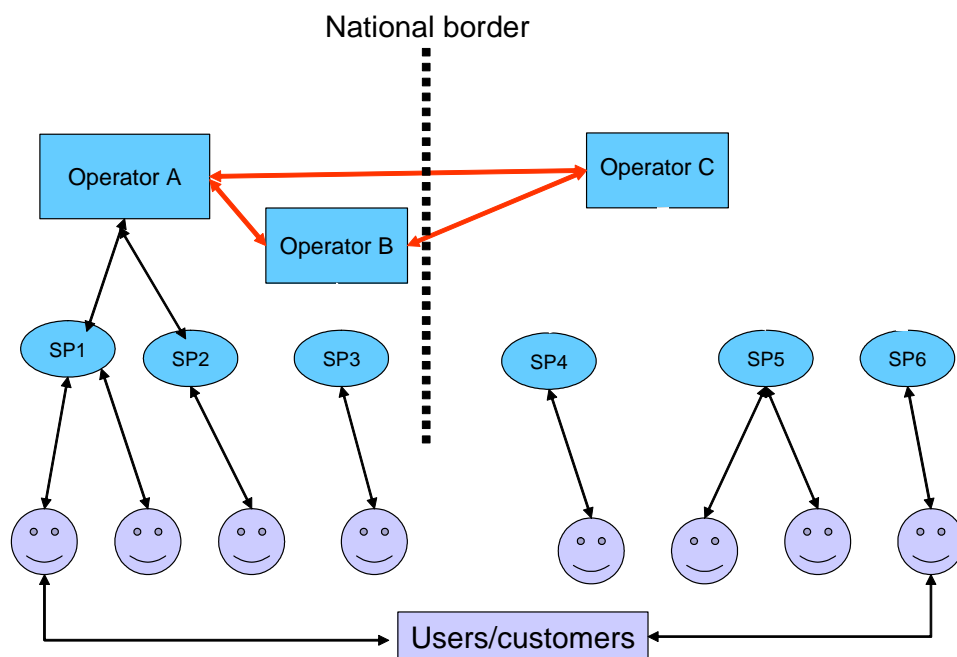 National border
Operator A
Operator C
Operator B
SP1
SP2
SP3
SP4
SP5
SP6
Users/customers